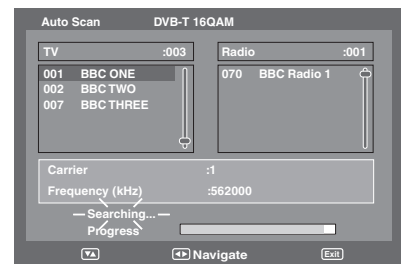 Auto Scan DVB-T 16QAM
TV :003 Radio :001
001 BBC ONE 070 BBC Radio 1
002 BBC TWO
007 BBC THREE
Carrier :1
Frequency (kHz) :562000
Searching...
Progress
Navigate Exit